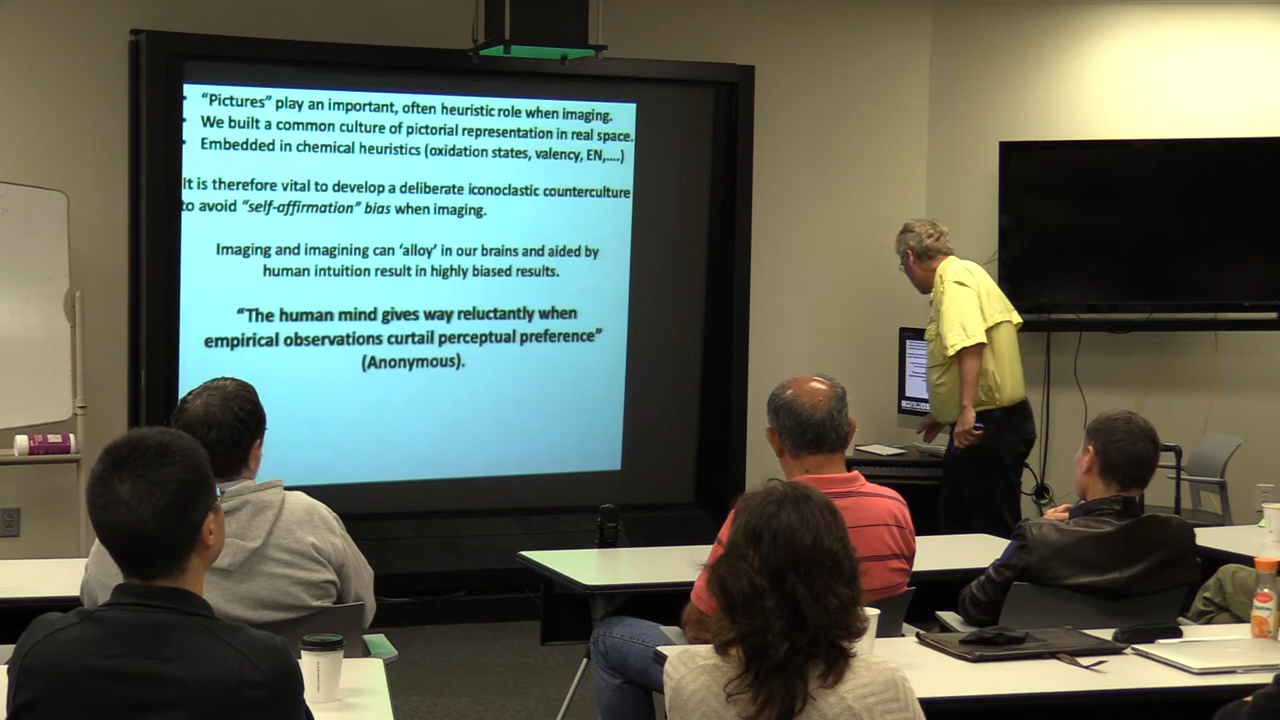 • "Pictures" play an important, often heuristic role when imaging.
• We built a common culture of pictorial representation in real space.
• Embedded in chemical heuristics (oxidation states, valency, EN,....)
It is therefore vital to develop a deliberate iconoclastic counterculture
to avoid "self-affirmation" bias when imaging.
Imaging and imagining can 'alloy' in our brains and aided by
human intuition result in highly biased results.
"The human mind gives way reluctantly when
empirical observations curtail perceptual preference"
(Anonymous).